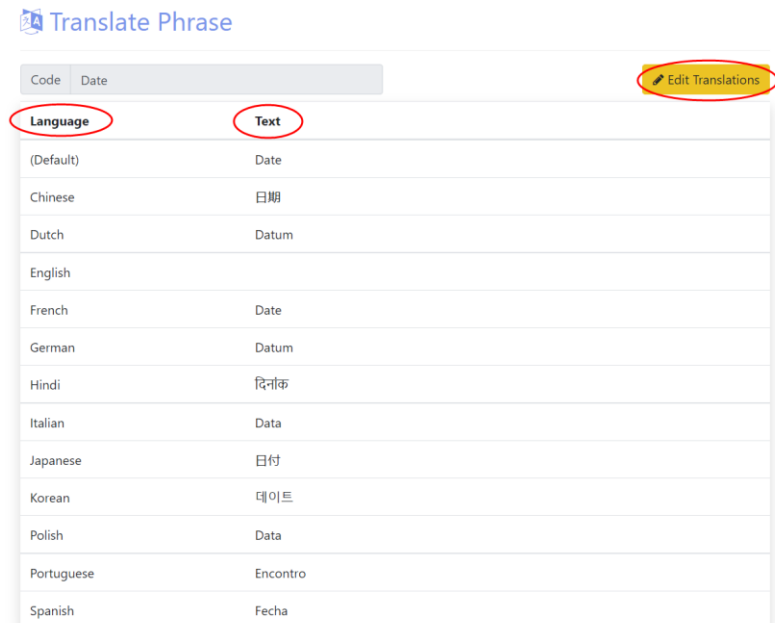 Translate Phrase
Code Date Edit Translations
Language Text
(Default) Date
Chinese 日期
Dutch Datum
English
French Date
German Datum
Hindi दिनांक
Italian Data
Japanese 日付
Korean 데이트
Polish Data
Portuguese Encontro
Spanish Fecha